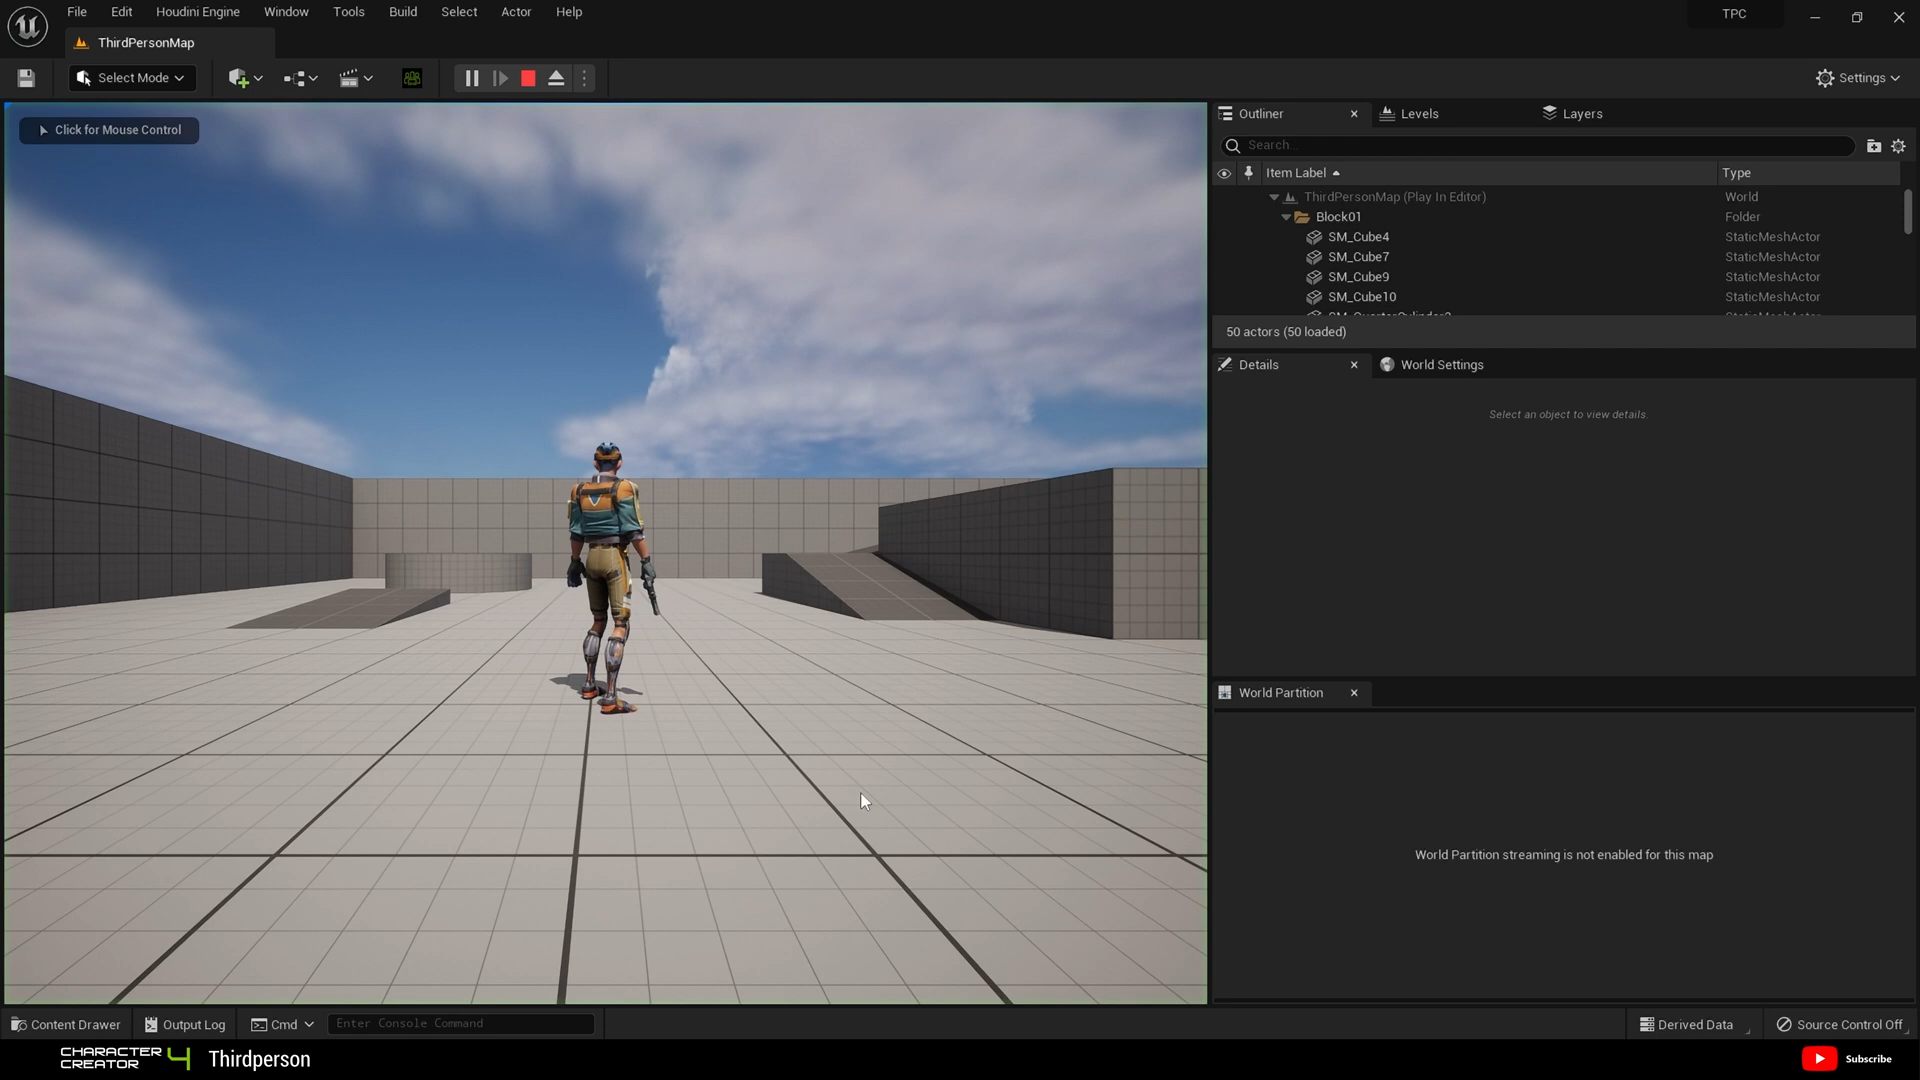 File Edit Houdini Engine Window Tools Build Select Actor Help
TPC
ThirdPersonMap
Select Mode
Settings
Click for Mouse Control
Outliner
Levels
Layers
Search...
Item Label
Type
ThirdPersonMap (Play In Editor)
World
Block01
Folder
SM_Cube4
StaticMeshActor
SM_Cube7
StaticMeshActor
SM_Cube9
StaticMeshActor
SM_Cube10
StaticMeshActor
50 actors (50 loaded)
Details
World Settings
Select an object to view details.
World Partition
World Partition streaming is not enabled for this map
Content Drawer
Output Log
Cmd
Enter Console Command
Derived Data
Source Control Off
CHARACTER
CREATOR 4
Thirdperson
Subscribe